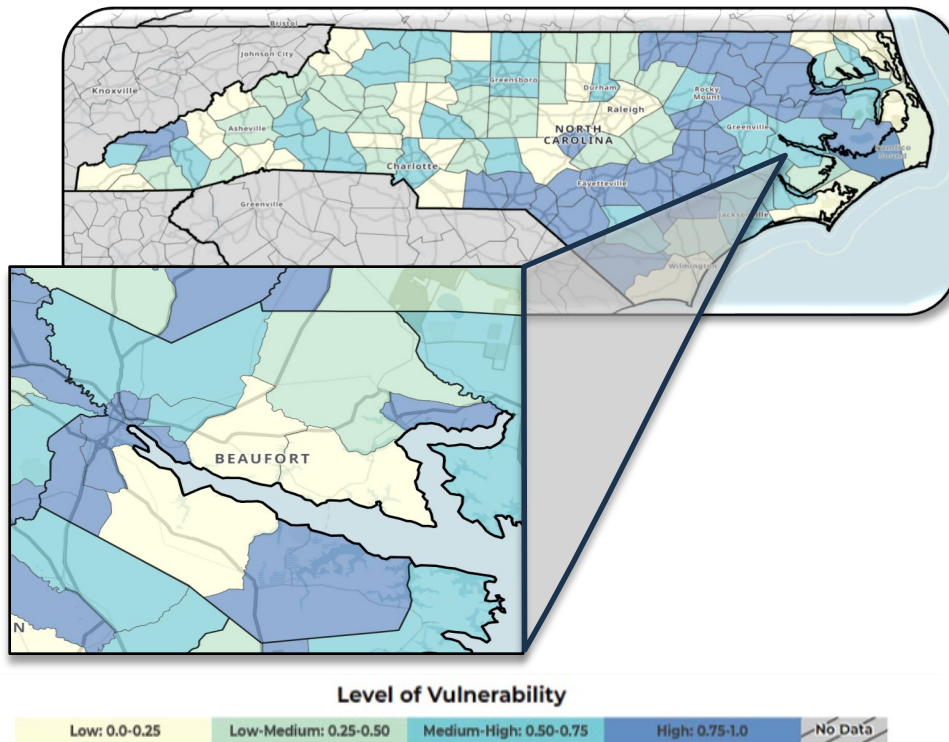 Bristol
Johnson City
Knoxville
Greensboro
Durham
Rocky
Mount
Raleigh
Asheville
NORTH
CAROLINA
Greenville
Pamlico
Sound
Charlotte
Fayetteville
Greenville
Jacksonville
Wilmington
BEAUFORT
N
Level of Vulnerability
Low: 0.0-0.25 Low-Medium: 0.25-0.50 Medium-High: 0.50-0.75 High: 0.75-1.0 No Data